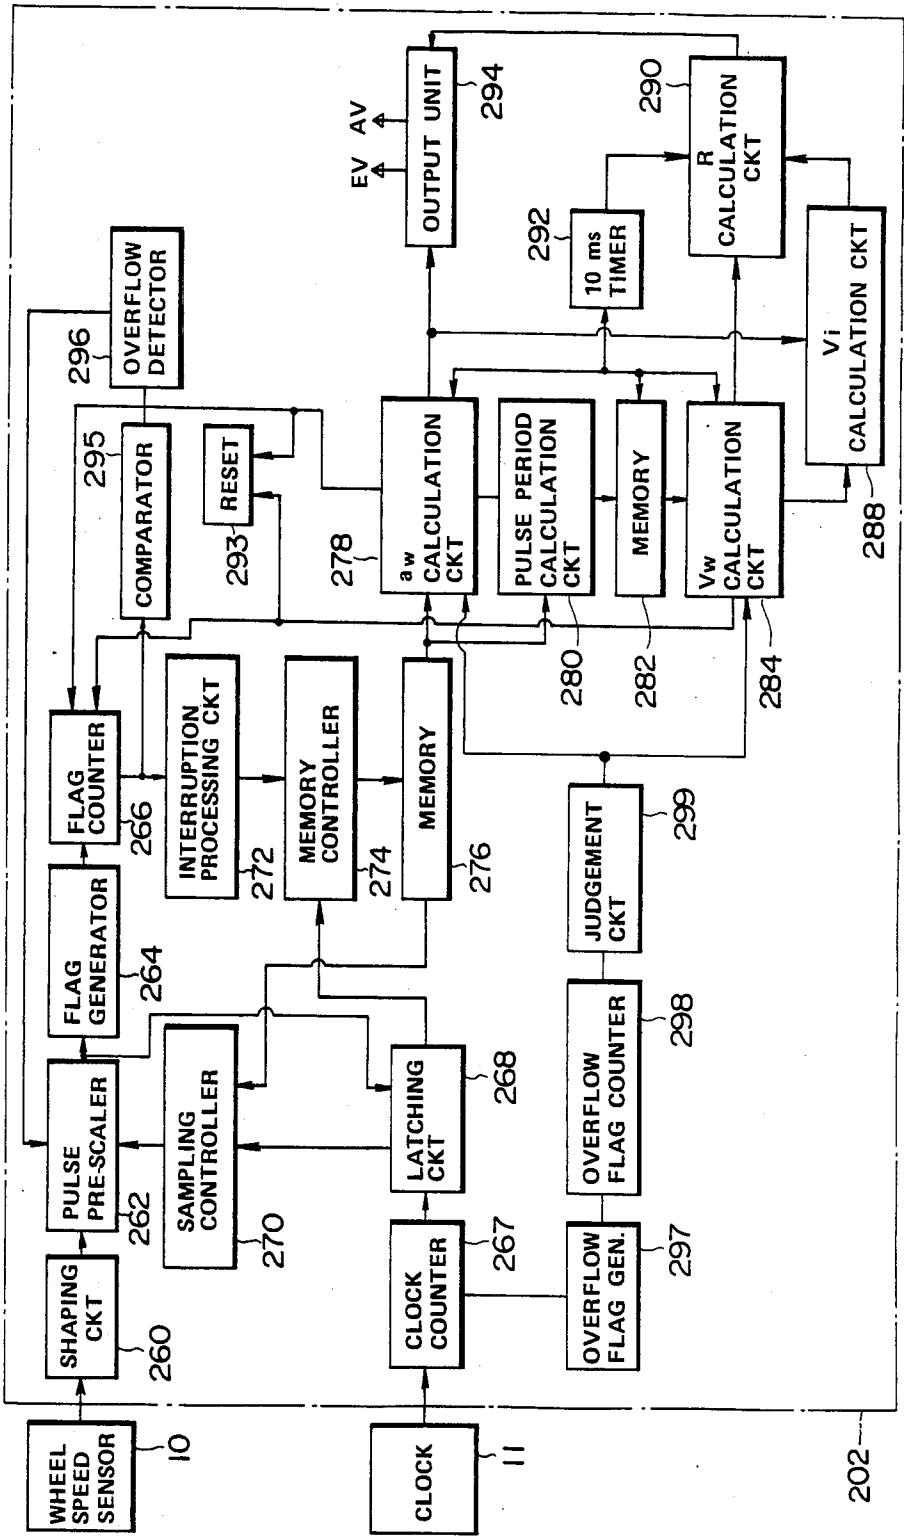 WHEEL
SPEED
SENSOR
10
SHAPING
CKT
260
PULSE
PRE-SCALER
262
FLAG
GENERATOR
264
FLAG
COUNTER
266
COMPARATOR
295
OVERFLOW
DETECTOR
296
SAMPLING
CONTROLLER
270
INTERRUPTION
PROCESSING CKT
272
RESET
293
MEMORY
CONTROLLER
274
CLOCK
11
CLOCK
COUNTER
267
LATCHING
CKT
268
MEMORY
276
aw
CALCULATION
CKT
278
EV
AV
OUTPUT UNIT
294
PULSE PERIOD
CALCULATION
CKT
280
OVERFLOW
FLAG GEN.
297
OVERFLOW
FLAG COUNTER
298
JUDGEMENT
CKT
299
MEMORY
282
10 ms
TIMER
292
Vw
CALCULATION
CKT
284
R
CALCULATION
CKT
290
Vi
CALCULATION CKT
288
202